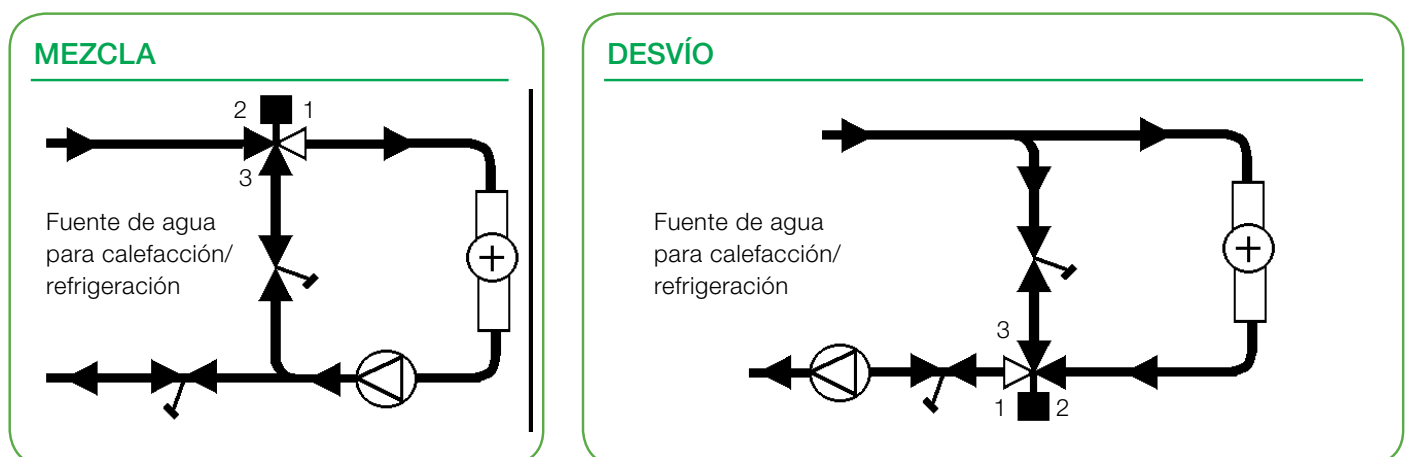 MEZCLA
2 1
3
Fuente de agua
para calefacción/
refrigeración
DESVÍO
Fuente de agua
para calefacción/
refrigeración
3
1 2